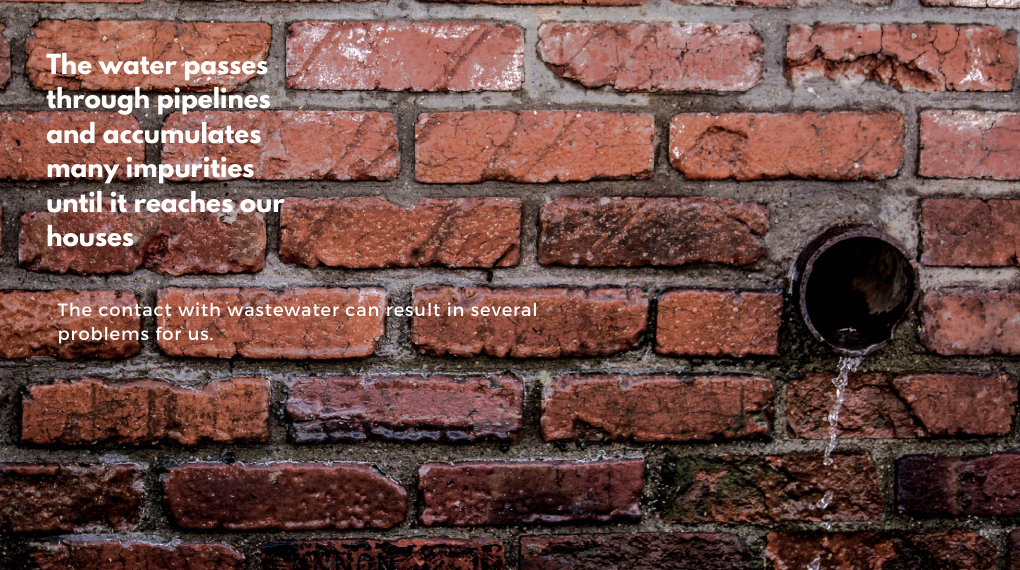 The water passes
through pipelines
and accumulates
many impurities
until it reaches our
houses
The contact with wastewater can result in several
problems for us.